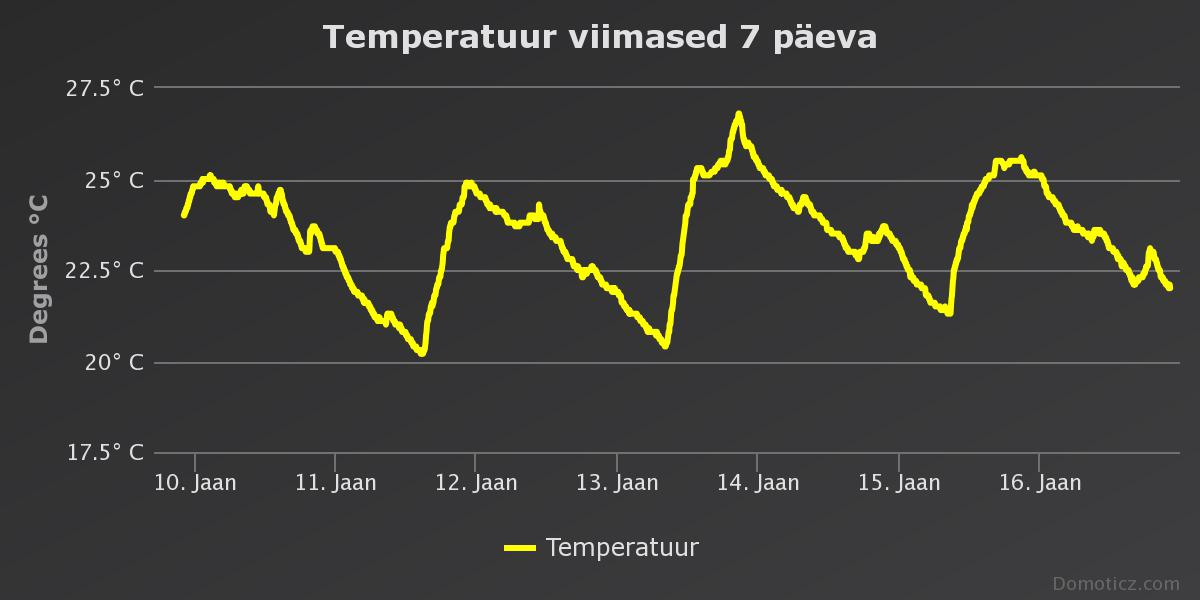 Temperatuur viimased 7 päeva
Degrees °C
27.5° C
25° C
22.5° C
20° C
17.5° C
10. Jaan 11. Jaan 12. Jaan 13. Jaan 14. Jaan 15. Jaan 16. Jaan
Temperatuur
Domoticz.com